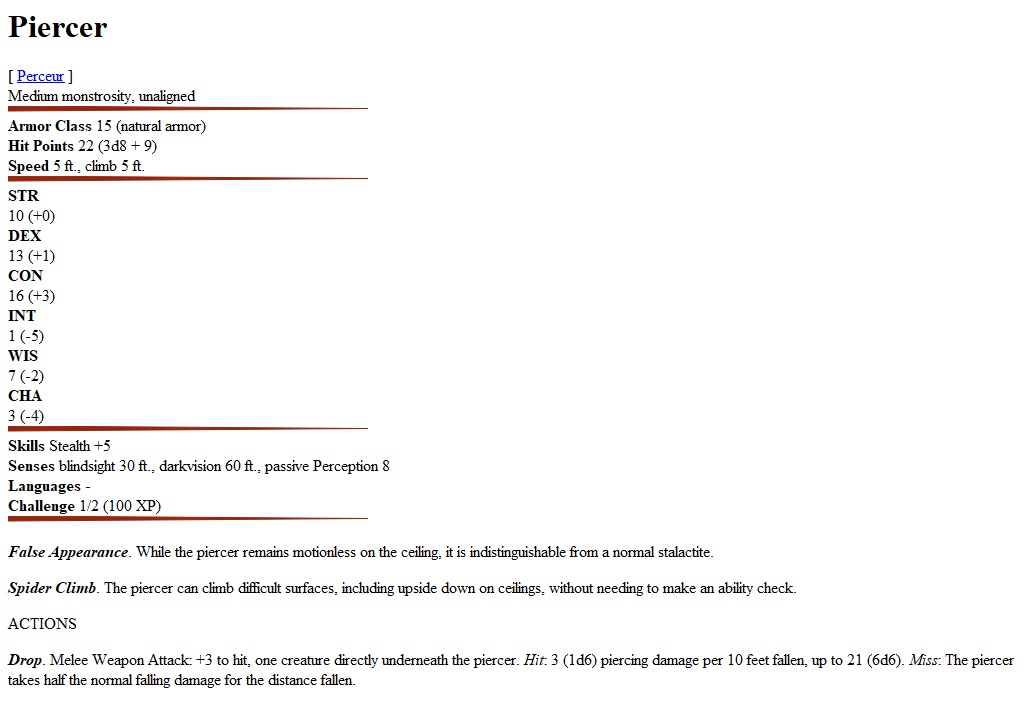 Piercer
[ Perceur ]
Medium monstrosity, unaligned
Armor Class 15 (natural armor)
Hit Points 22 (3d8 + 9)
Speed 5 ft., climb 5 ft.
STR
10 (+0)
DEX
13 (+1)
CON
16 (+3)
INT
1 (-5)
WIS
7 (-2)
CHA
3 (-4)
Skills Stealth +5
Senses blindsight 30 ft., darkvision 60 ft., passive Perception 8
Languages -
Challenge 1/2 (100 XP)
False Appearance. While the piercer remains motionless on the ceiling, it is indistinguishable from a normal stalactite.
Spider Climb. The piercer can climb difficult surfaces, including upside down on ceilings, without needing to make an ability check.
ACTIONS
Drop. Melee Weapon Attack: +3 to hit, one creature directly underneath the piercer. Hit: 3 (1d6) piercing damage per 10 feet fallen, up to 21 (6d6). Miss: The piercer
takes half the normal falling damage for the distance fallen.